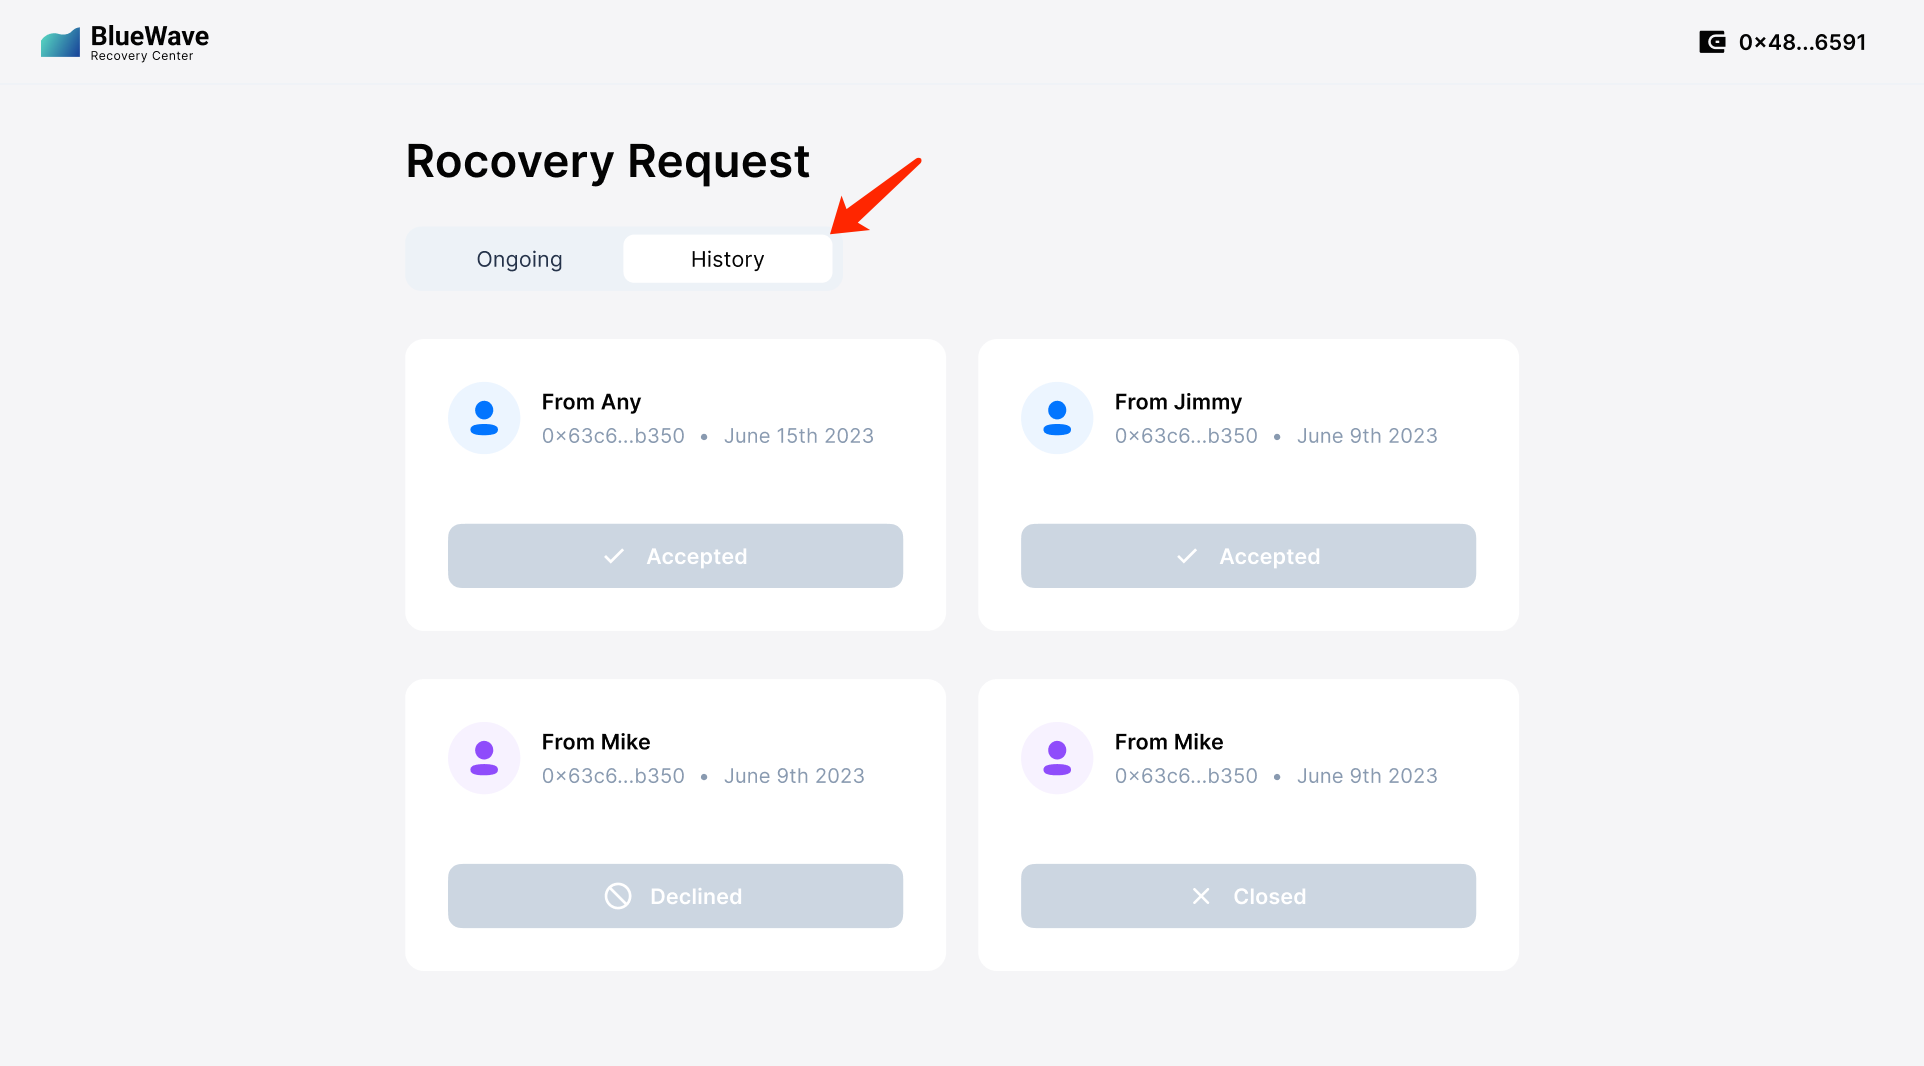 BlueWave
Recovery Center
0×48...6591
Rocovery Request
Ongoing
History
From Any
0×63c6...b350 • June 15th 2023
Accepted
From Jimmy
0×63c6...b350 • June 9th 2023
Accepted
From Mike
0×63c6...b350 • June 9th 2023
Declined
From Mike
0×63c6...b350 • June 9th 2023
Closed